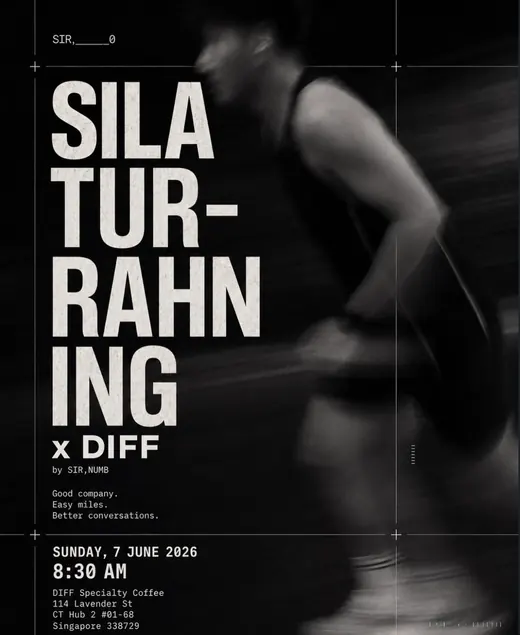 SIR,_____0
SILA
TUR-
RAHN
ING
x DIFF
by SIR,NUMB
Good company.
Easy miles.
Better conversations.
SUNDAY, 7 JUNE 2026
8:30 AM
DIFF Specialty Coffee
114 Lavender St
CT Hub 2 #01-68
Singapore 338729